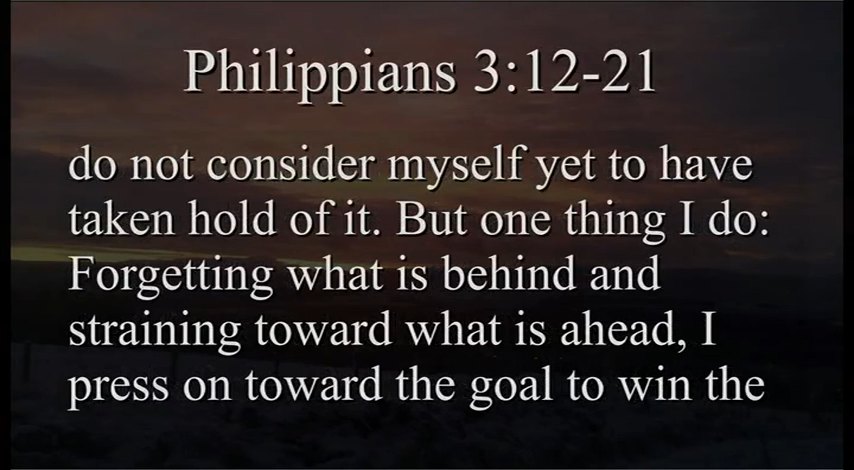 Philippians 3:12-21
do not consider myself yet to have
taken hold of it. But one thing I do:
Forgetting what is behind and
straining toward what is ahead, I
press on toward the goal to win the